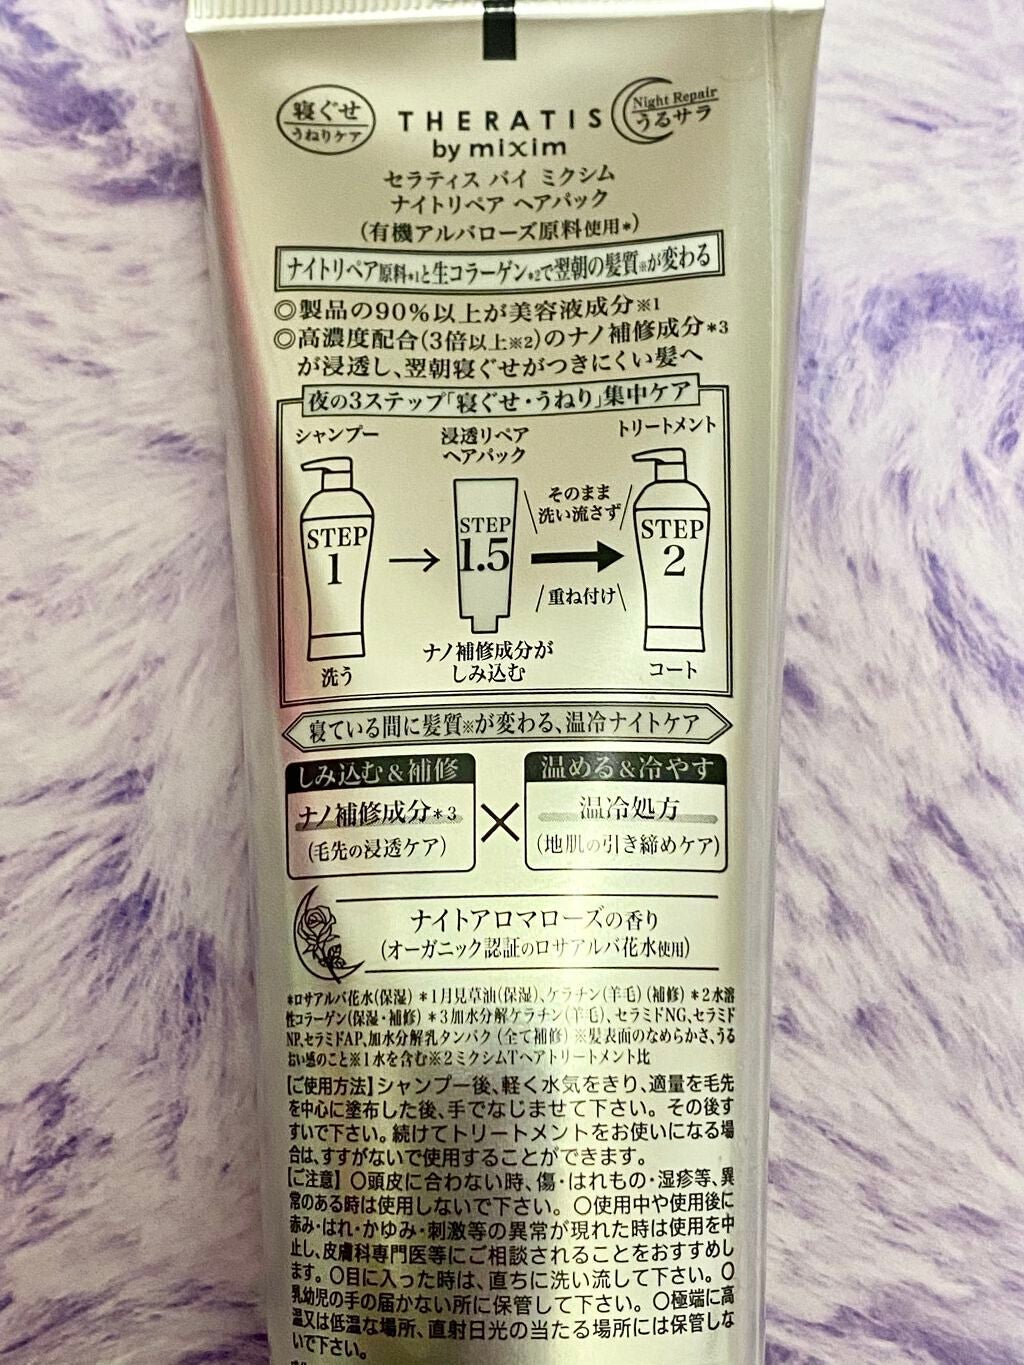 寝ぐせ
うねりケア
THERATIS
by mixim
Night Repair
うるサラ
セラティス バイ ミクシム
ナイトリペア ヘアパック
(有機アルバローズ原料使用*)
ナイトリペア原料*1と生コラーゲン*2で翌朝の髪質※が変わる
◎製品の90%以上が美容液成分※1
◎高濃度配合(3倍以上※2)のナノ補修成分*3
が浸透し、翌朝寝ぐせがつきにくい髪へ
夜の3ステップ「寝ぐせ・うねり」集中ケア
シャンプー
浸透リペア
ヘアパック
トリートメント
そのまま
洗い流さず
STEP
1
STEP
1.5
STEP
2
重ね付け
洗う
ナノ補修成分が
しみ込む
コート
寝ている間に髪質※が変わる、温冷ナイトケア
しみ込む&補修
ナノ補修成分*3
(毛先の浸透ケア)
×
温める&冷やす
温冷処方
(地肌の引き締めケア)
ナイトアロマローズの香り
(オーガニック認証のロサアルバ花水使用)
*ロサアルバ花水(保湿) *1月見草油(保湿)、ケラチン(羊毛)(補修) *2水溶
性コラーゲン(保湿・補修) *3加水分解ケラチン(羊毛)、セラミドNG、セラミド
NP、セラミドAP、加水分解乳タンパク(全て補修) ※髪表面のなめらかさ、うる
おい感のこと※1水を含む※2ミクシムTヘアトリートメント比
【ご使用方法】シャンプー後、軽く水気をきり、適量を毛先
を中心に塗布した後、手でなじませて下さい。その後す
すいで下さい。続けてトリートメントをお使いになる場
合は、すすがないで使用することができます。
【ご注意】○頭皮に合わない時、傷・はれもの・湿疹等、異
常のある時は使用しないで下さい。○使用中や使用後に
赤み・はれ・かゆみ・刺激等の異常が現れた時は使用を中
止し、皮膚科専門医等にご相談されることをおすすめし
ます。○目に入った時は、直ちに洗い流して下さい。○
乳幼児の手の届かない所に保管して下さい。○極端に高
温又は低温な場所、直射日光の当たる場所には保管しな
いで下さい。